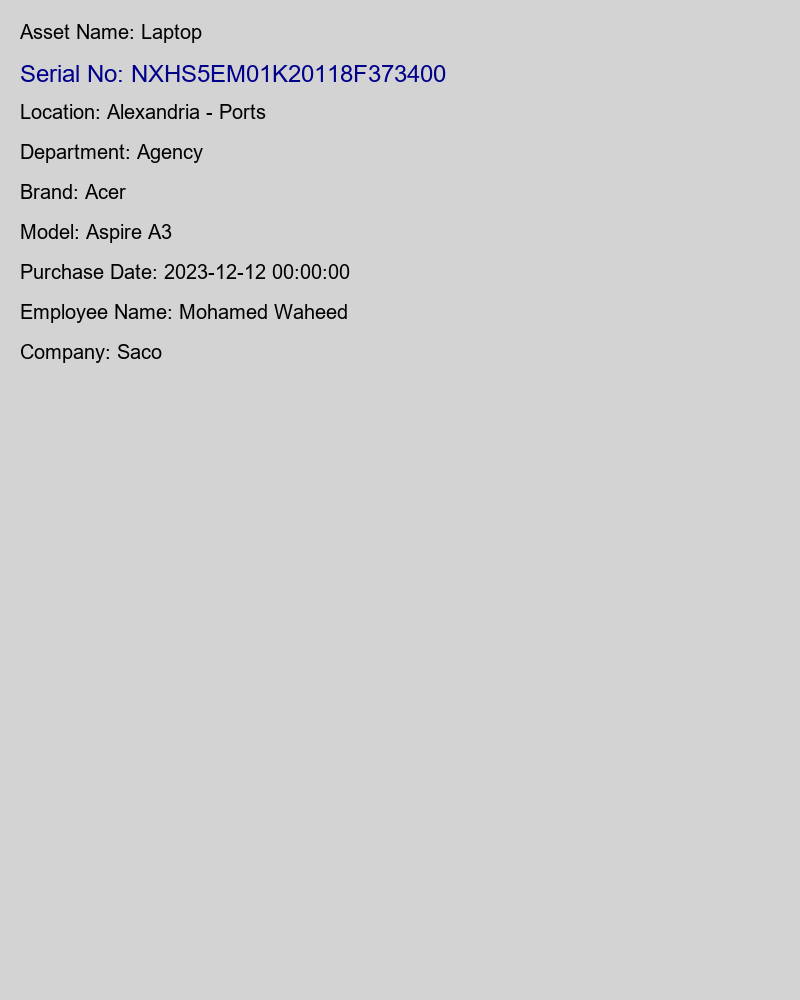 Asset Name: Laptop
Serial No: NXHS5EM01K20118F373400
Location: Alexandria - Ports
Department: Agency
Brand: Acer
Model: Aspire A3
Purchase Date: 2023-12-12 00:00:00
Employee Name: Mohamed Waheed
Company: Saco